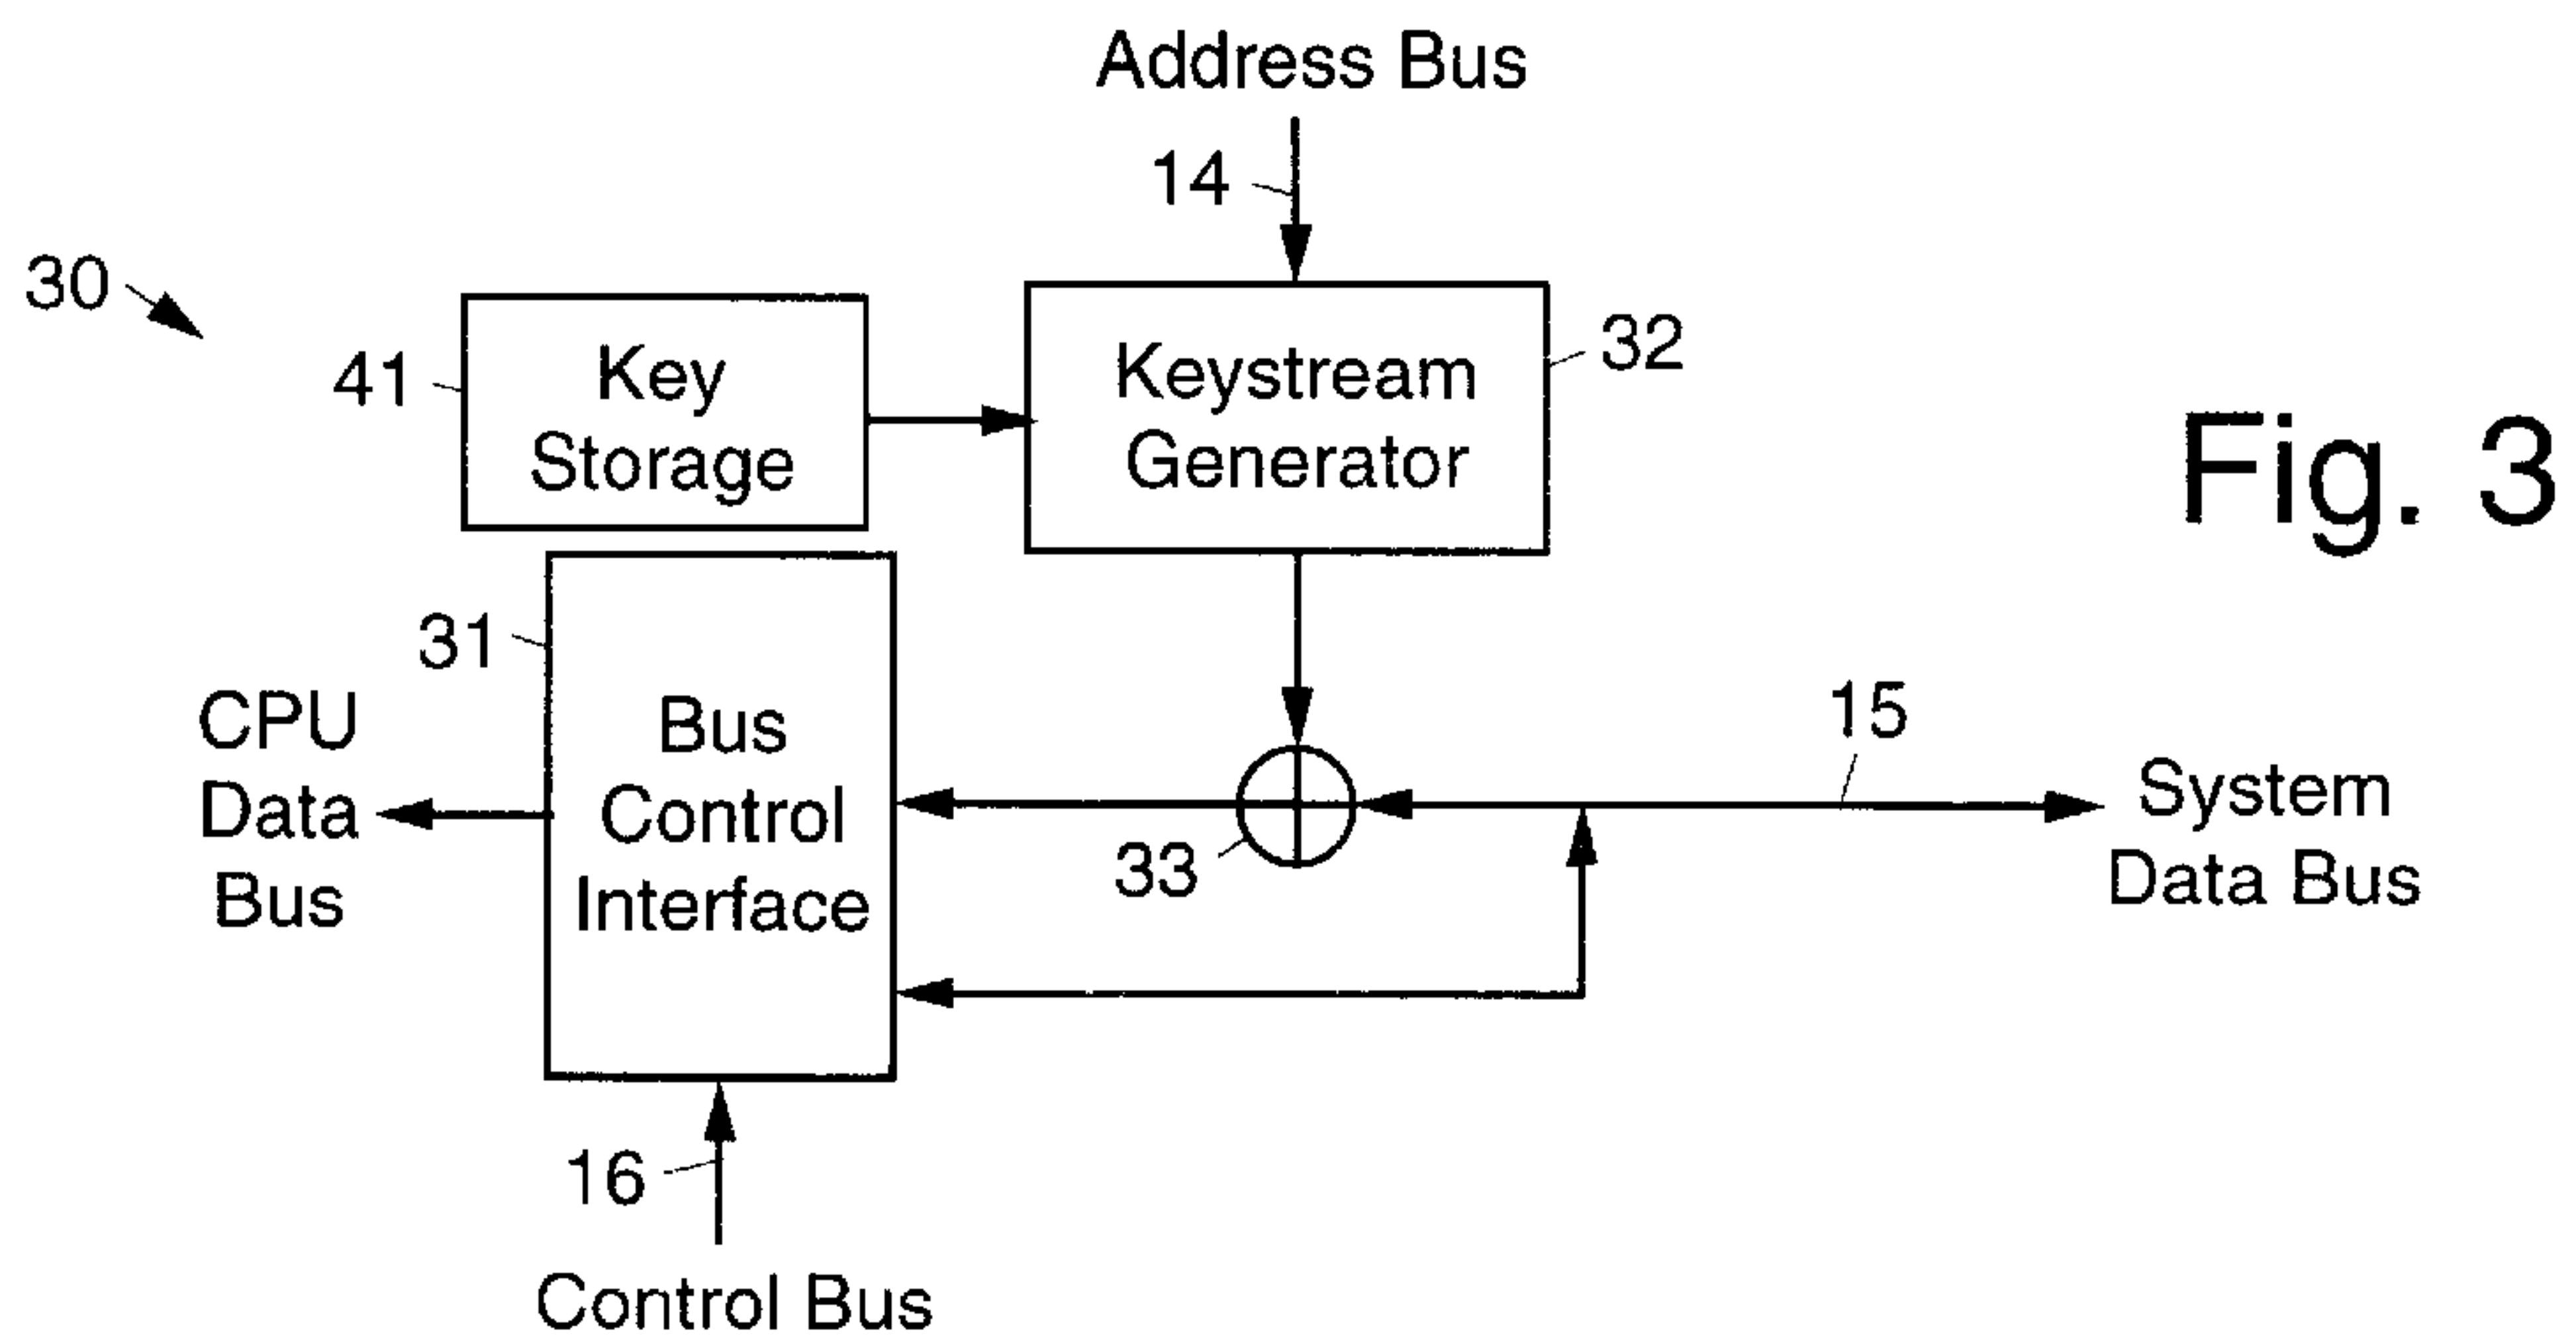 Address Bus
14
30
41
Key
Storage
Keystream
Generator
32
Fig. 3
31
CPU
Data
Bus
Bus
Control
Interface
33
15
System
Data Bus
16
Control Bus